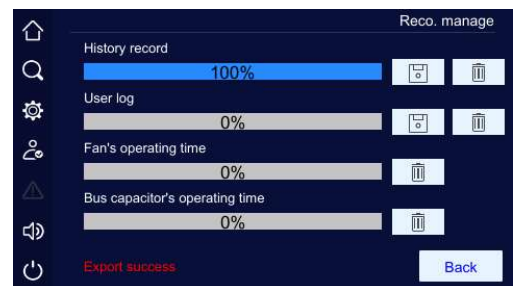 Reco. manage
History record
100%
User log
0%
Fan's operating time
0%
Bus capacitor's operating time
0%
Export success
Back